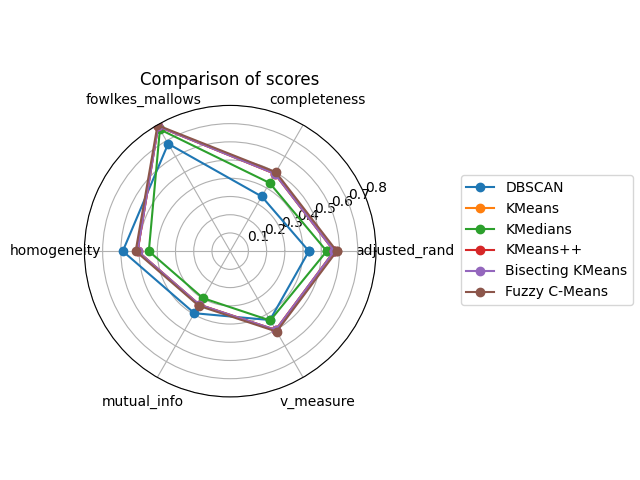 Comparison of scores
fowlkes_mallows
completeness
0.8
0.7
0.6
0.5
0.4
0.3
0.2
0.1
homogeneity
adjusted_rand
mutual_info
v_measure
DBSCAN
KMeans
KMedians
KMeans++
Bisecting KMeans
Fuzzy C-Means